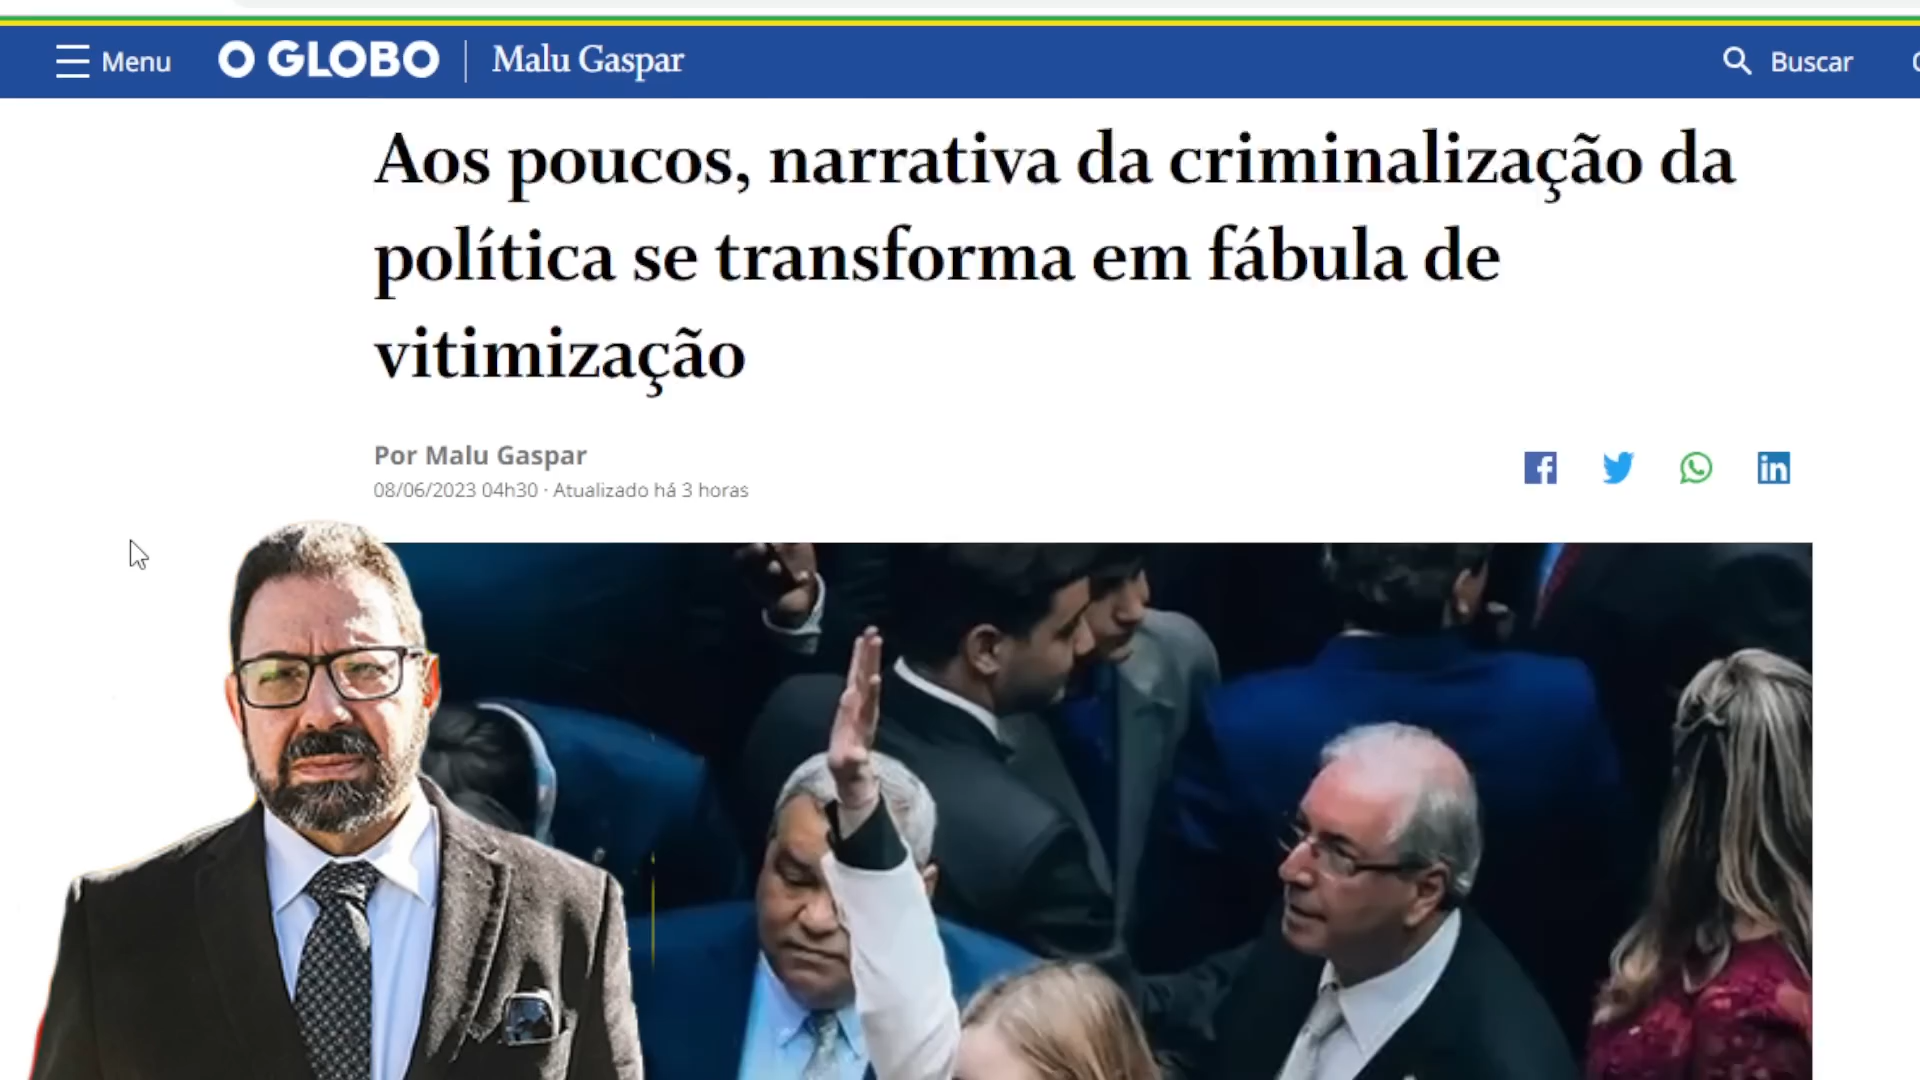 Menu
O GLOBO
Malu Gaspar
Buscar
Aos poucos, narrativa da criminalização da
política se transforma em fábula de
vitimização
Por Malu Gaspar
08/06/2023 04h30 · Atualizado há 3 horas